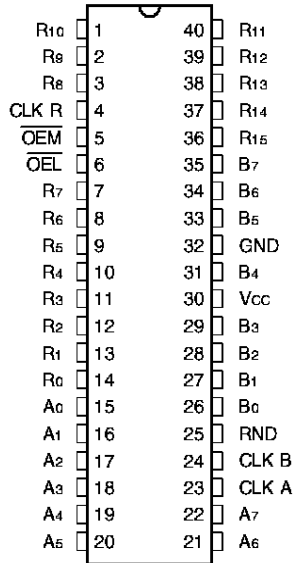 R10 1 40 R11
R9 2 39 R12
R8 3 38 R13
CLK R 4 37 R14
OEM 5 36 R15
OEL 6 35 B7
R7 7 34 B6
R6 8 33 B5
R5 9 32 GND
R4 10 31 B4
R3 11 30 VCC
R2 12 29 B3
R1 13 28 B2
R0 14 27 B1
A0 15 26 B0
A1 16 25 RND
A2 17 24 CLK B
A3 18 23 CLK A
A4 19 22 A7
A5 20 21 A6